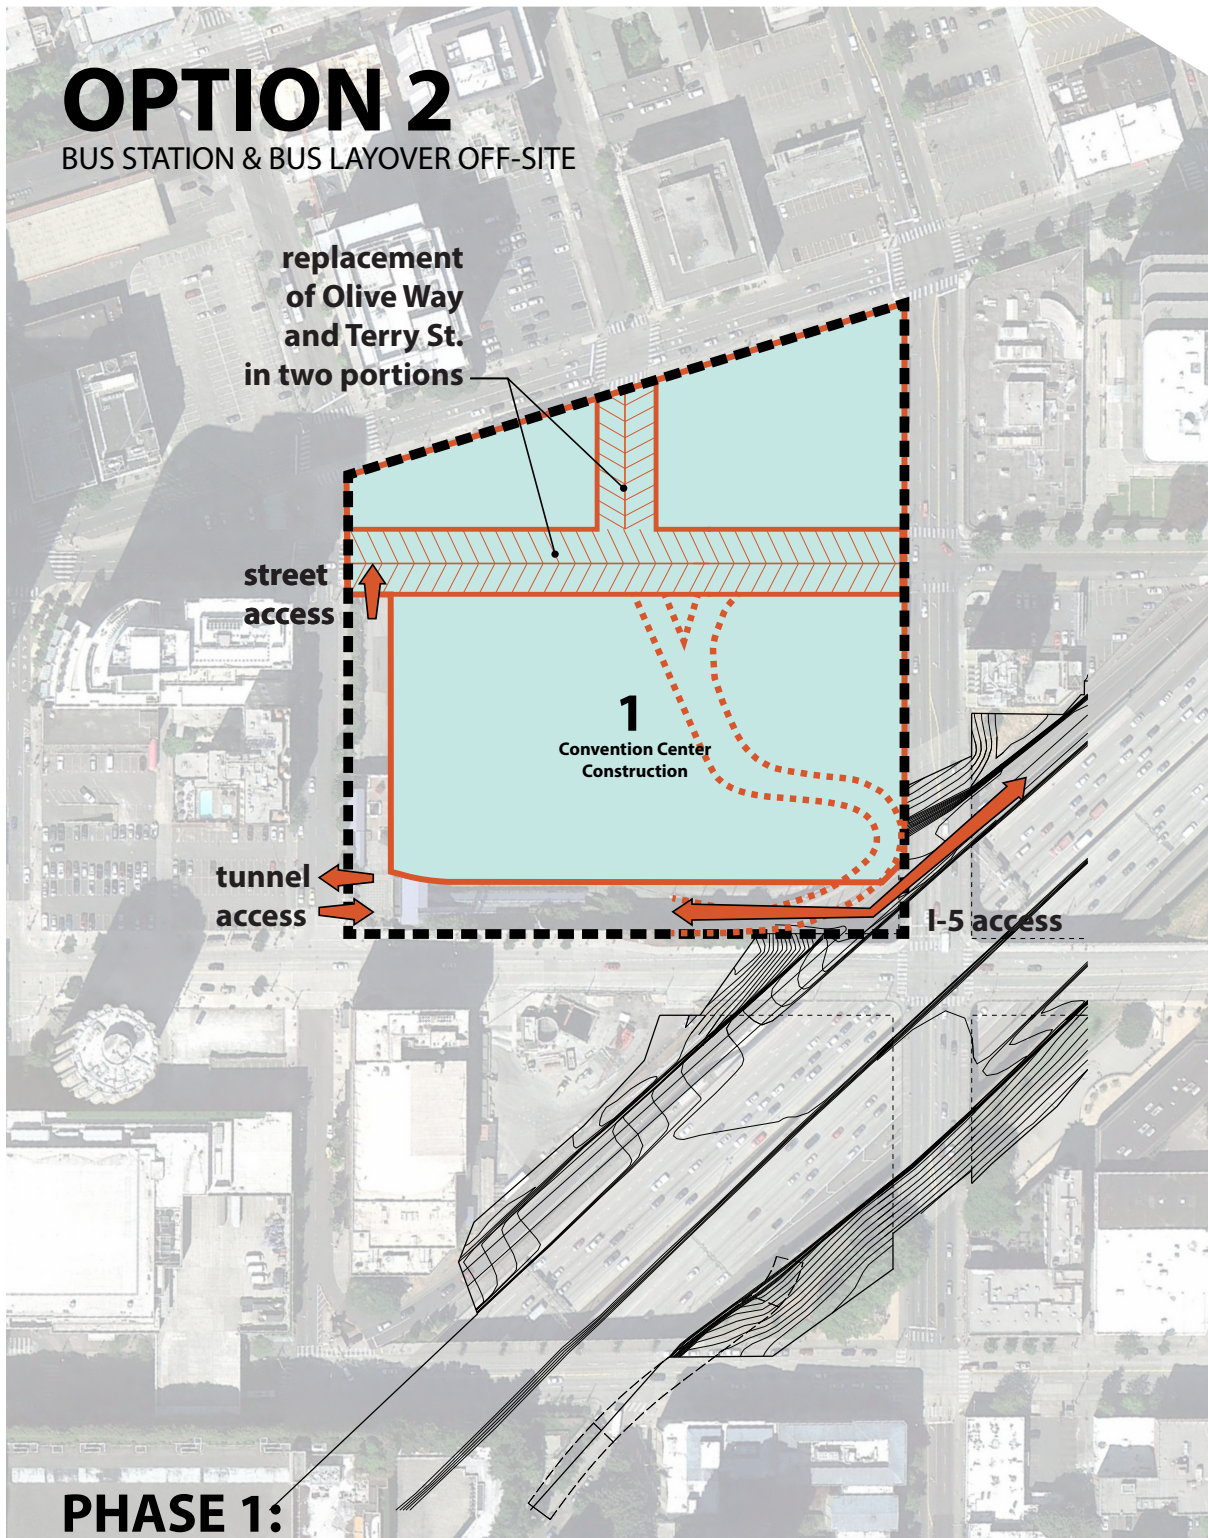 OPTION 2
BUS STATION & BUS LAYOVER OFF-SITE
replacement
of Olive Way
and Terry St.
in two portions
street
access
1
Convention Center
Construction
tunnel
access
I-5 access
PHASE 1: